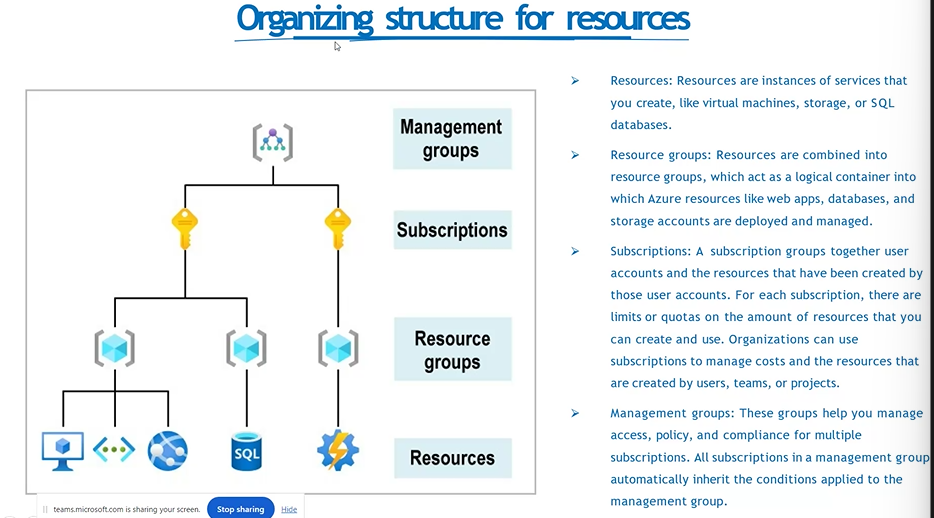 Organizing structure for resources
Management
groups
Subscriptions
Resource
groups
SQL
Resources
Resources: Resources are instances of services that
you create, like virtual machines, storage, or SQL
databases.
Resource groups: Resources are combined into
resource groups, which act as a logical container into
which Azure resources like web apps, databases, and
storage accounts are deployed and managed.
Subscriptions: A subscription groups together user
accounts and the resources that have been created by
those user accounts. For each subscription, there are
limits or quotas on the amount of resources that you
can create and use. Organizations can use
subscriptions to manage costs and the resources that
are created by users, teams, or projects.
Management groups: These groups help you manage
access, policy, and compliance for multiple
subscriptions. All subscriptions in a management group
automatically inherit the conditions applied to the
management group.
teams.microsoft.com is sharing your screen. Stop sharing Hide